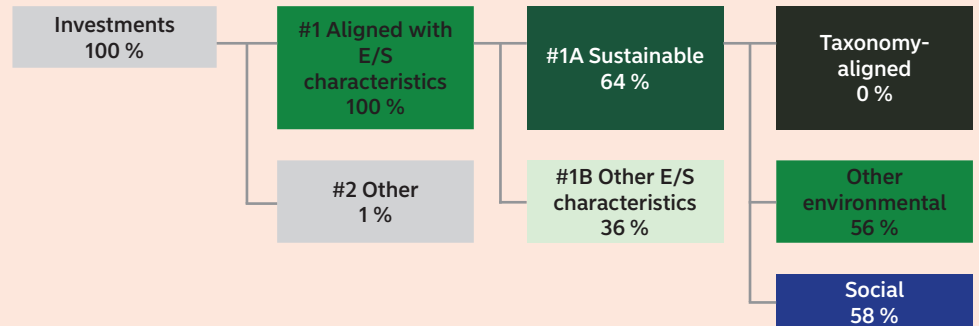 Investments
100 %
#1 Aligned with
E/S
characteristics
100 %
#2 Other
1 %
#1A Sustainable
64 %
#1B Other E/S
characteristics
36 %
Taxonomy-
aligned
0 %
Other
environmental
56 %
Social
58 %